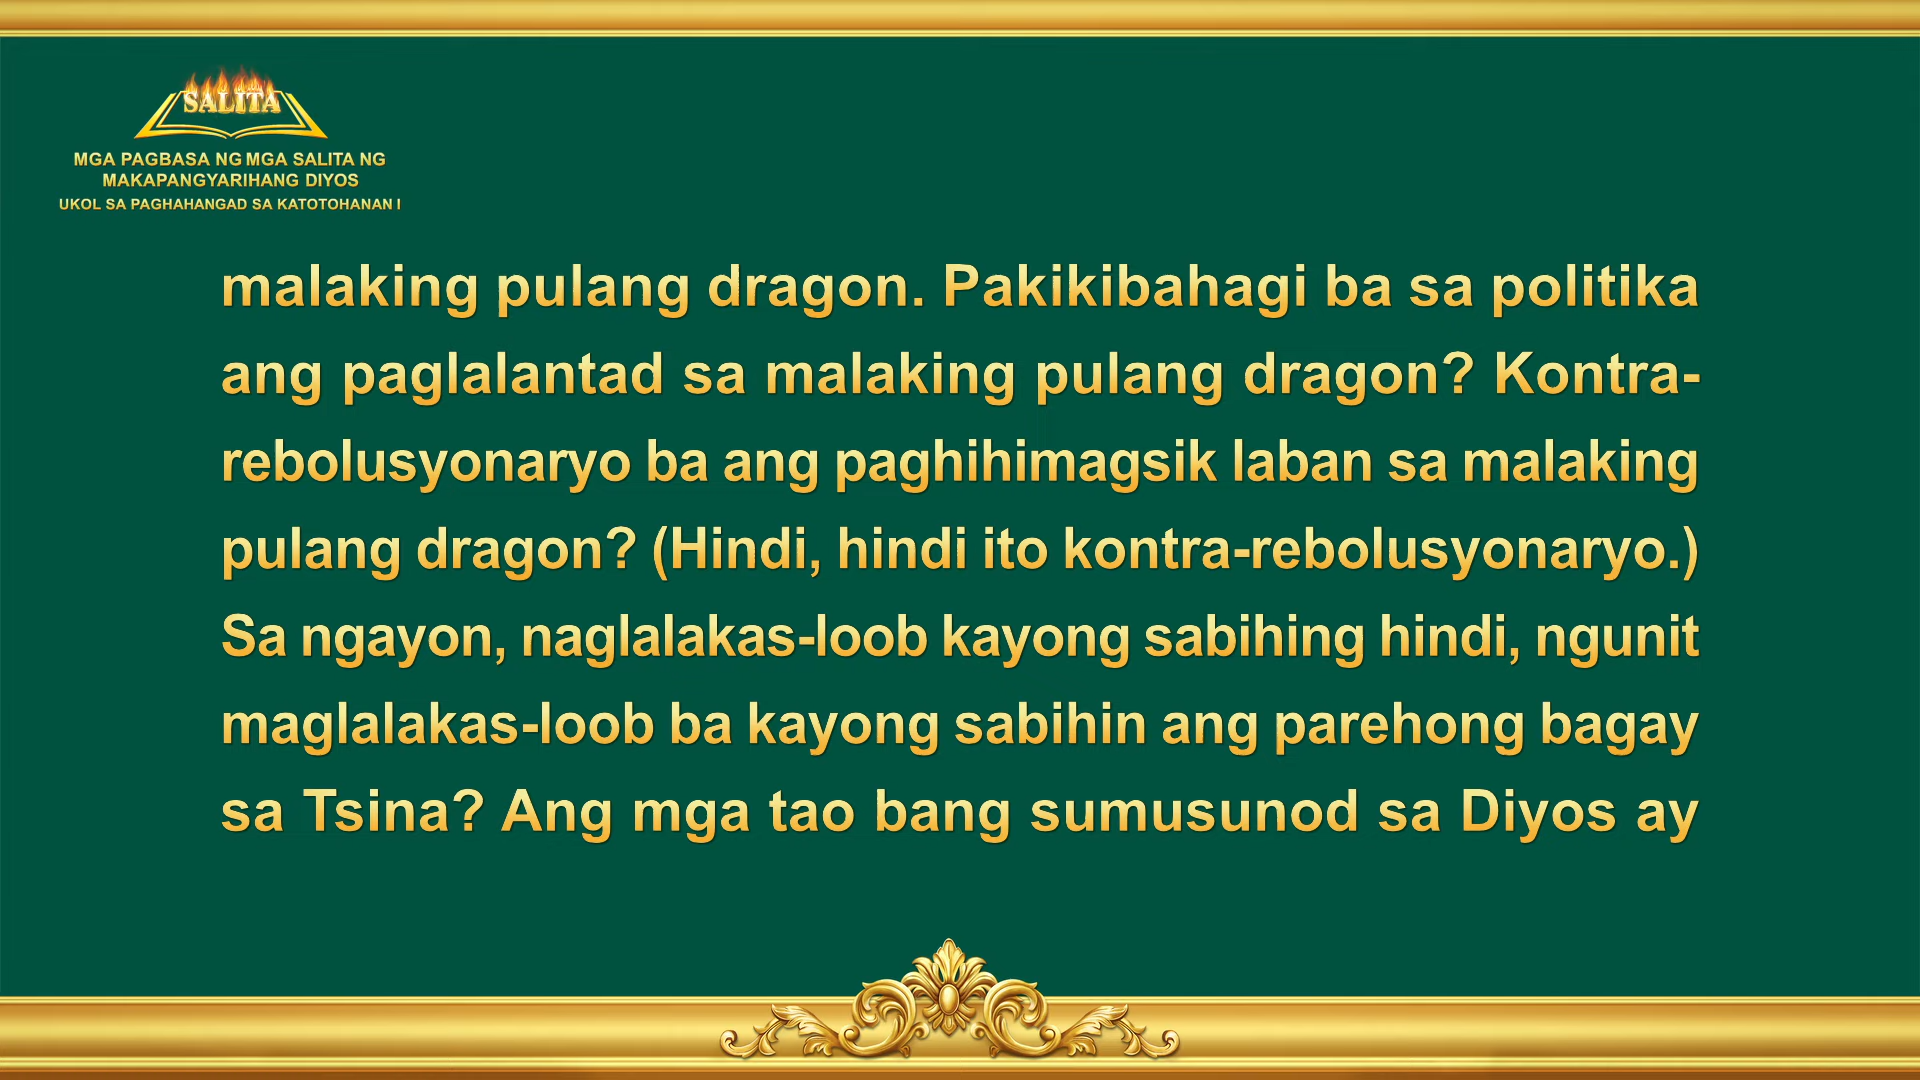 SALITA
MGA PAGBASA NG MGA SALITA NG
MAKAPANGYARIHANG DIYOS
UKOL SA PAGHAHANGAD SA KATOTOHANAN I
malaking pulang dragon. Pakikibahagi ba sa politika
ang paglalantad sa malaking pulang dragon? Kontra-
rebolusyonaryo ba ang paghihimagsik laban sa malaking
pulang dragon? (Hindi, hindi ito kontra-rebolusyonaryo.)
Sa ngayon, naglalakas-loob kayong sabihing hindi, ngunit
maglalakas-loob ba kayong sabihin ang parehong bagay
sa Tsina? Ang mga tao bang sumusunod sa Diyos ay